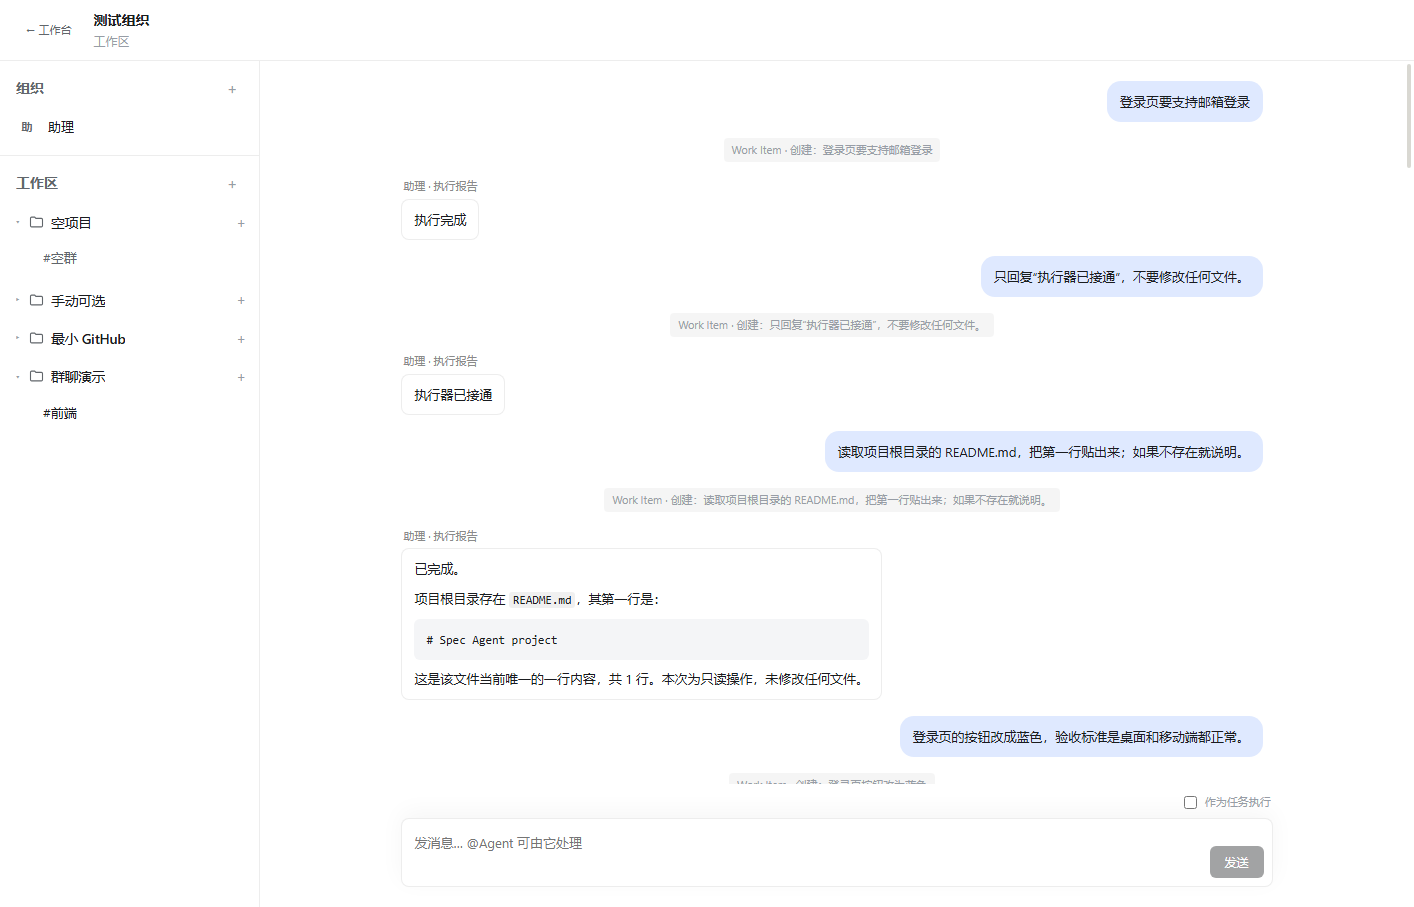 ← 工作台
测试组织
工作区
组织
+
助 助理
工作区
+
空项目
+
#空群
手动可选
+
最小 GitHub
+
群聊演示
+
#前端
登录页要支持邮箱登录
Work Item · 创建：登录页要支持邮箱登录
助理 · 执行报告
执行完成
只回复“执行器已接通”，不要修改任何文件。
Work Item · 创建：只回复“执行器已接通”，不要修改任何文件。
助理 · 执行报告
执行器已接通
读取项目根目录的 README.md，把第一行贴出来；如果不存在就说明。
Work Item · 创建：读取项目根目录的 README.md，把第一行贴出来；如果不存在就说明。
助理 · 执行报告
已完成。
项目根目录存在 README.md，其第一行是：
# Spec Agent project
这是该文件当前唯一的一行内容，共 1 行。本次为只读操作，未修改任何文件。
登录页的按钮改成蓝色，验收标准是桌面和移动端都正常。
Work Item · 创建：登录页按钮改为蓝色
作为任务执行
发消息... @Agent 可由它处理
发送